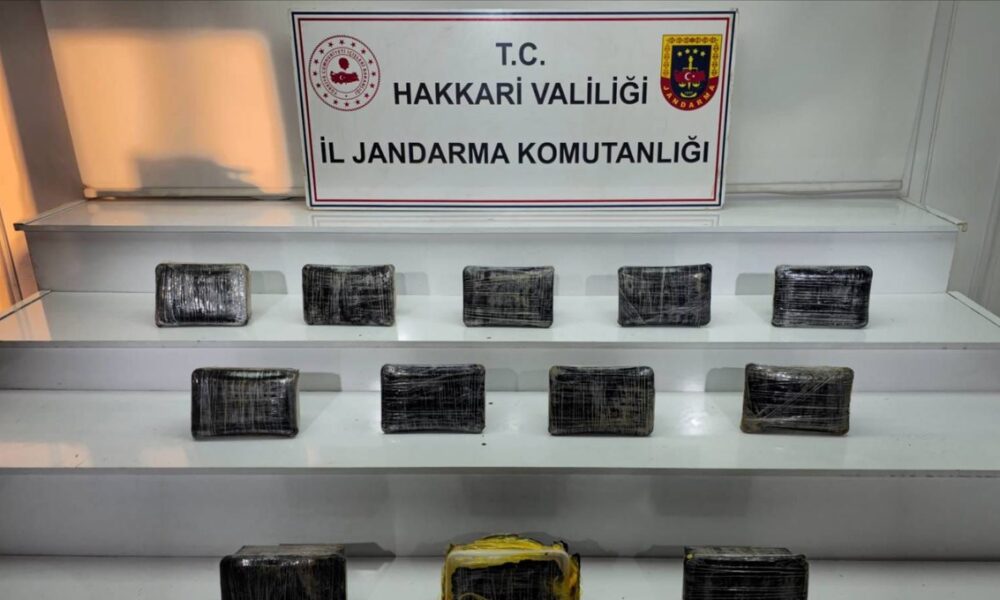 T.C.
HAKKARİ VALİLİĞİ
İL JANDARMA KOMUTANLIĞI
JANDARMA